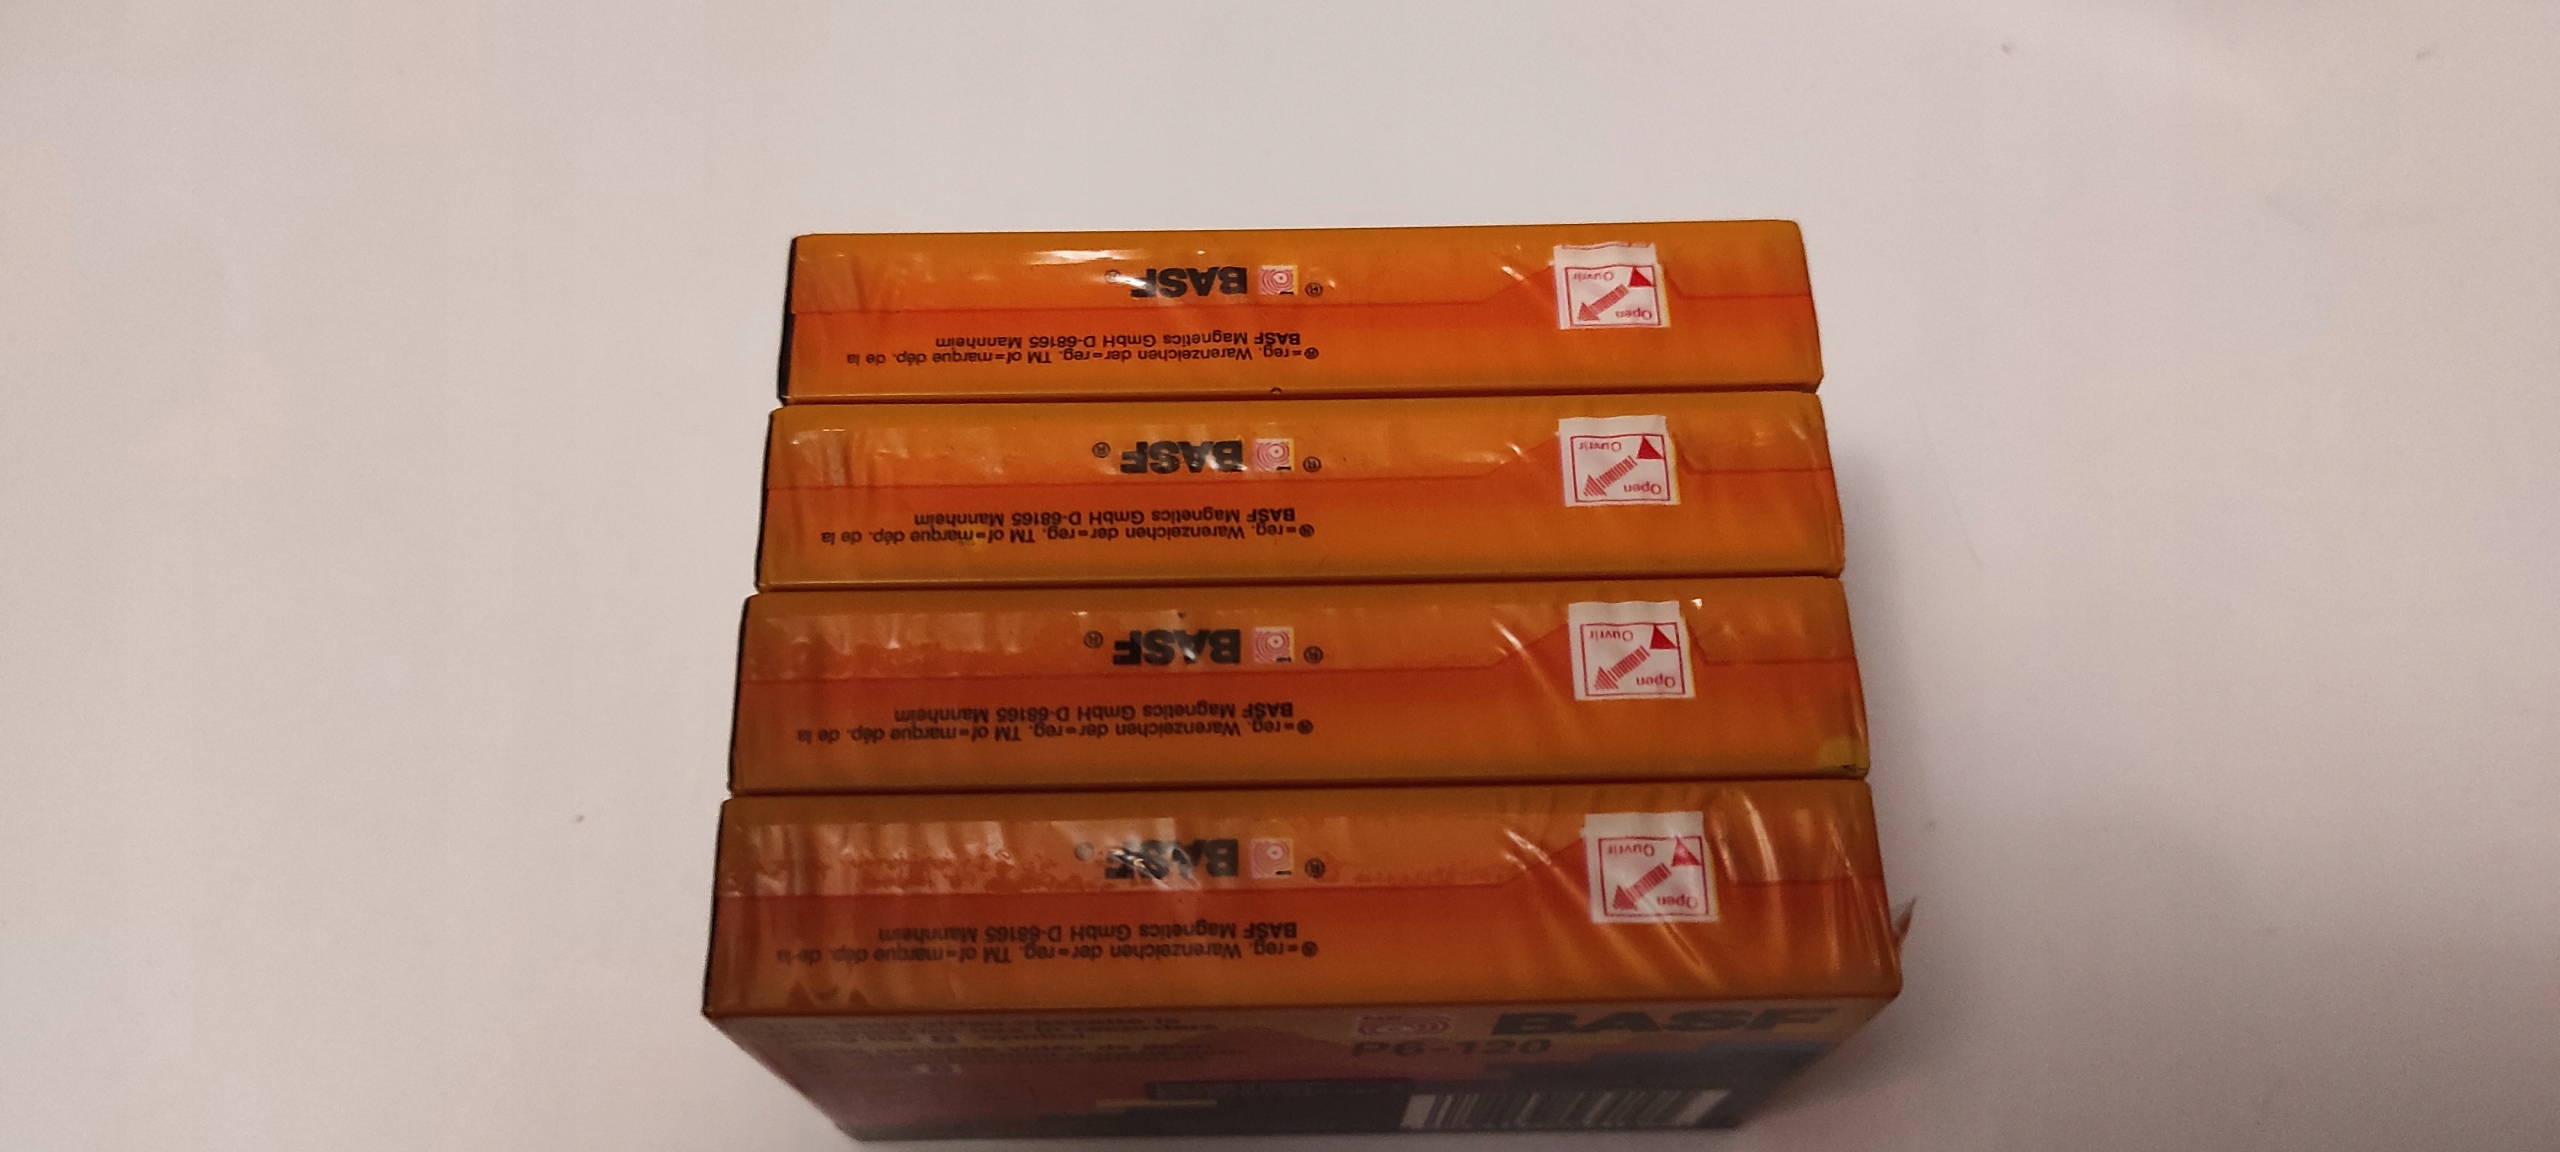 ®=reg. Warenzeichen der=reg. TM of=marque dép. de la
BASF Magnetics GmbH D-68165 Mannheim
Open
® BASF ®
Ouvrir
®=reg. Warenzeichen der=reg. TM of=marque dép. de la
BASF Magnetics GmbH D-68165 Mannheim
Open
® BASF ®
Ouvrir
®=reg. Warenzeichen der=reg. TM of=marque dép. de la
BASF Magnetics GmbH D-68165 Mannheim
Open
® BASF ®
Ouvrir
®=reg. Warenzeichen der=reg. TM of=marque dép. de la
BASF Magnetics GmbH D-68165 Mannheim
Open
® BASF ®
Ouvrir
BASF
P6-120